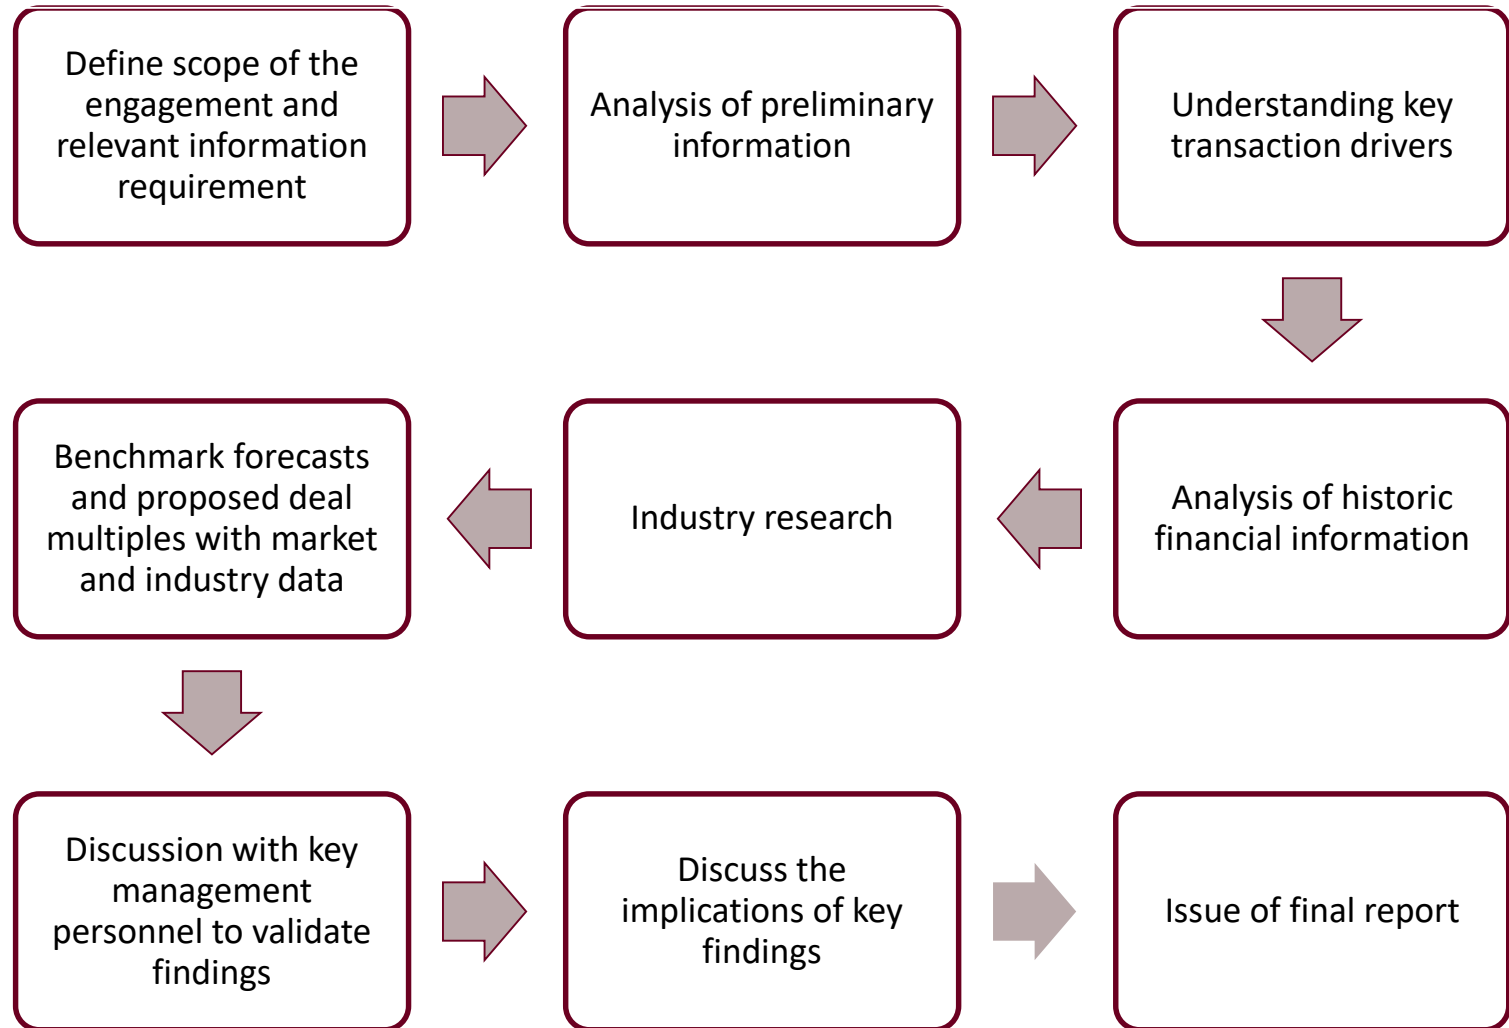 Define scope of the
engagement and
relevant information
requirement
Analysis of preliminary
information
Understanding key
transaction drivers
Analysis of historic
financial information
Industry research
Benchmark forecasts
and proposed deal
multiples with market
and industry data
Discussion with key
management
personnel to validate
findings
Discuss the
implications of key
findings
Issue of final report